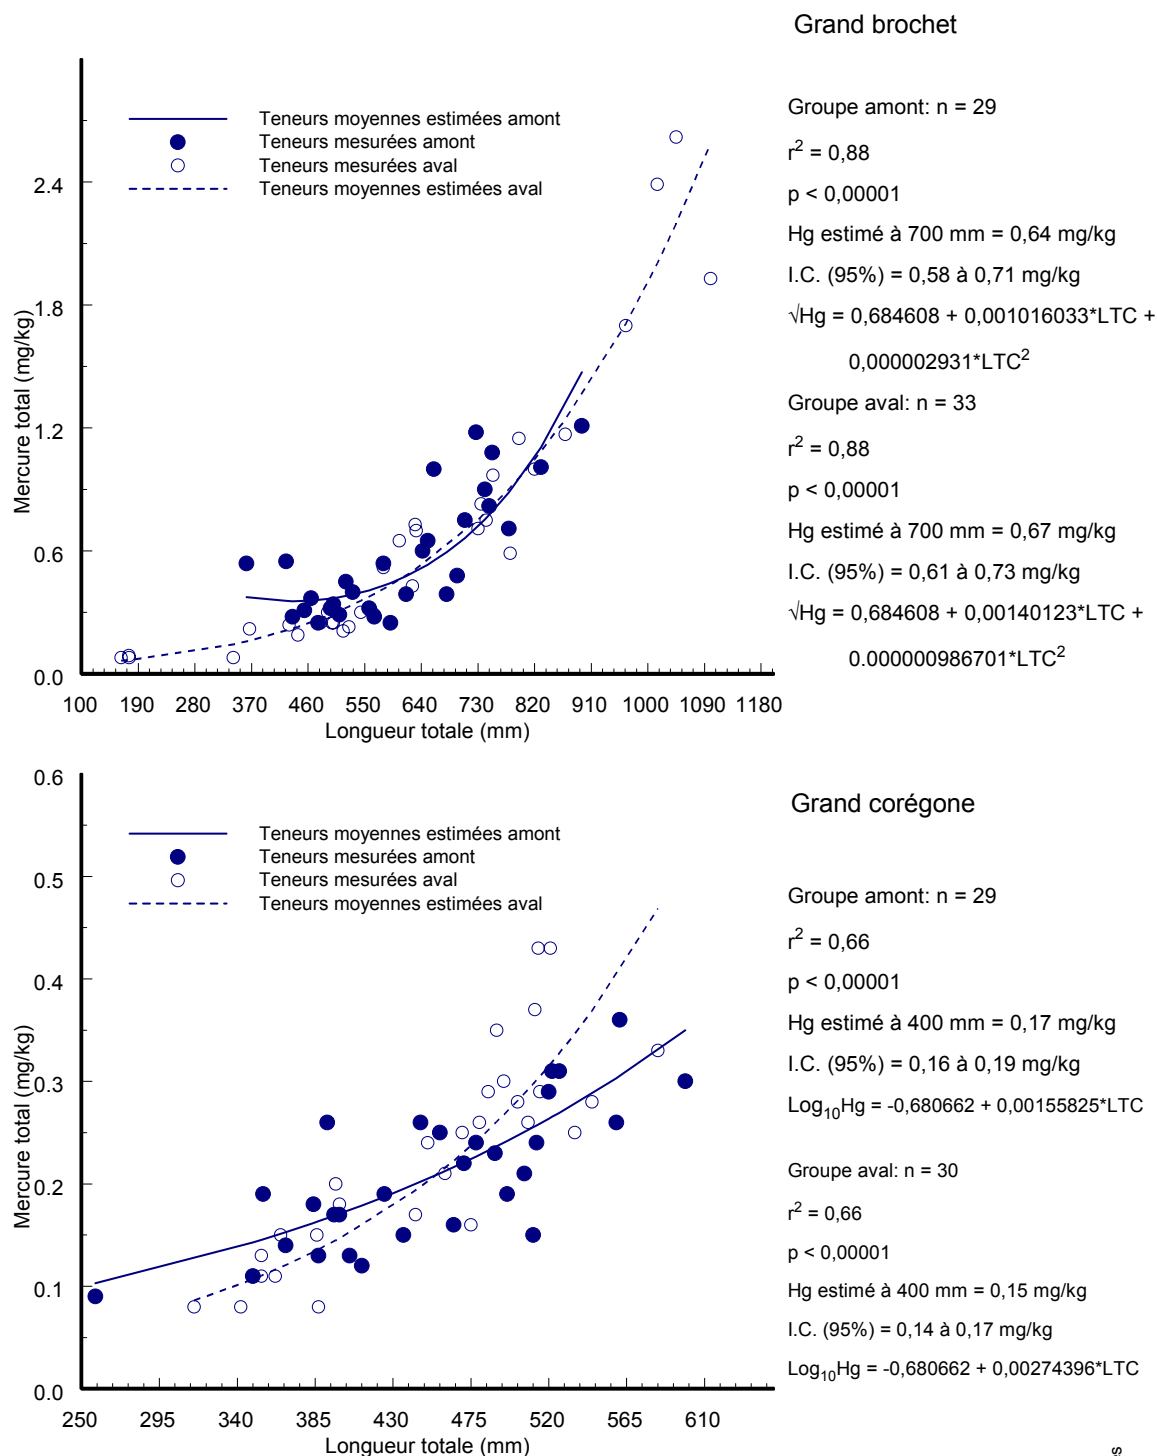 Grand brochet
Teneurs moyennes estimées amont
Teneurs mesurées amont
Teneurs mesurées aval
Teneurs moyennes estimées aval
Mercure total (mg/kg)
2.4
1.8
1.2
0.6
0.0
100 190 280 370 460 550 640 730 820 910 1000 1090 1180
Longueur totale (mm)
Groupe amont: n = 29
r² = 0,88
p < 0,00001
Hg estimé à 700 mm = 0,64 mg/kg
I.C. (95%) = 0,58 à 0,71 mg/kg
√Hg = 0,684608 + 0,001016033*LTC +
0,000002931*LTC²
Groupe aval: n = 33
r² = 0,88
p < 0,00001
Hg estimé à 700 mm = 0,67 mg/kg
I.C. (95%) = 0,61 à 0,73 mg/kg
√Hg = 0,684608 + 0,00140123*LTC +
0.000000986701*LTC²
Grand corégone
Teneurs moyennes estimées amont
Teneurs mesurées amont
Teneurs mesurées aval
Teneurs moyennes estimées aval
Mercure total (mg/kg)
0.6
0.5
0.4
0.3
0.2
0.1
0.0
250 295 340 385 430 475 520 565 610
Longueur totale (mm)
Groupe amont: n = 29
r² = 0,66
p < 0,00001
Hg estimé à 400 mm = 0,17 mg/kg
I.C. (95%) = 0,16 à 0,19 mg/kg
Log₁₀Hg = -0,680662 + 0,00155825*LTC
Groupe aval: n = 30
r² = 0,66
p < 0,00001
Hg estimé à 400 mm = 0,15 mg/kg
I.C. (95%) = 0,14 à 0,17 mg/kg
Log₁₀Hg = -0,680662 + 0,00274396*LTC